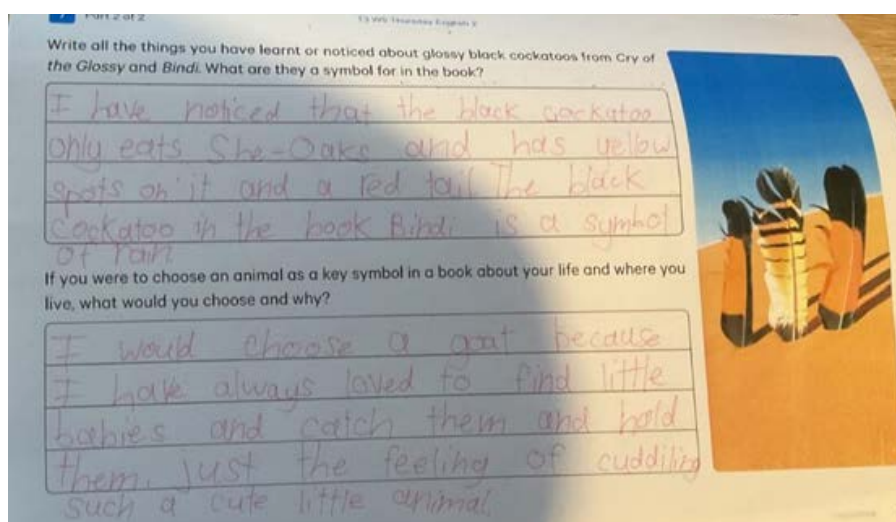 Part 2 of 2
Write all the things you have learnt or noticed about glossy black cockatoos from Cry of
the Glossy and Bindi. What are they a symbol for in the book?
I have noticed that the black cockatoo
only eats She-Oaks and has yellow
spots on it and a red tail The black
Cockatoo in the book Bindi is a symbol
of rain
If you were to choose an animal as a key symbol in a book about your life and where you
live, what would you choose and why?
I would choose a goat because
I have always loved to find little
babies and catch them and hold
them. just the feeling of cuddiling
such a cute little animal